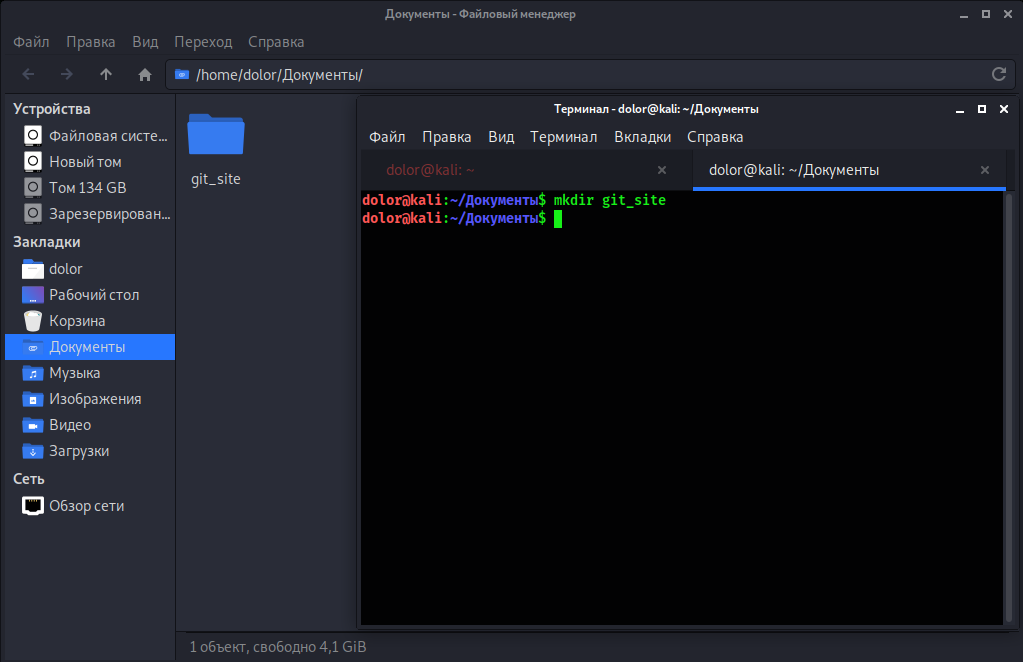 Документы - Файловый менеджер
Файл Правка Вид Переход Справка
/home/dolor/Документы/
Устройства
Файловая систе...
Новый том
Том 134 GB
Зарезервирован...
Закладки
dolor
Рабочий стол
Корзина
Документы
Музыка
Изображения
Видео
Загрузки
Сеть
Обзор сети
git_site
1 объект, свободно 4,1 GiB
Терминал - dolor@kali: ~/Документы
Файл Правка Вид Терминал Вкладки Справка
dolor@kali: ~ dolor@kali: ~/Документы
dolor@kali:~/Документы$ mkdir git_site
dolor@kali:~/Документы$